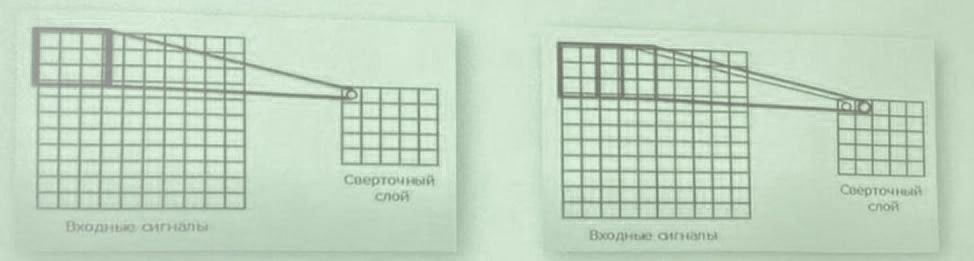 Сверточный
слой
Входные сигналы
Сверточный
слой
Входные сигналы